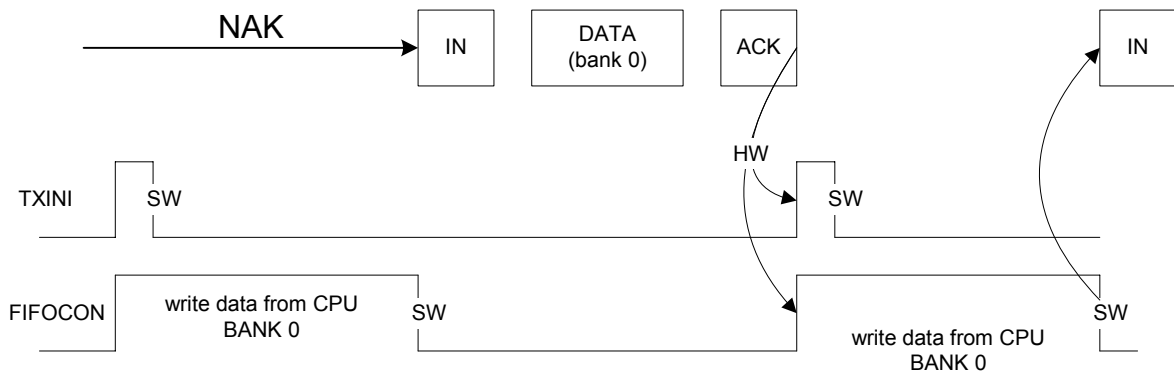 NAK
IN
DATA
(bank 0)
ACK
IN
HW
TXINI
SW
SW
FIFOCON
write data from CPU
BANK 0
SW
write data from CPU
BANK 0
SW